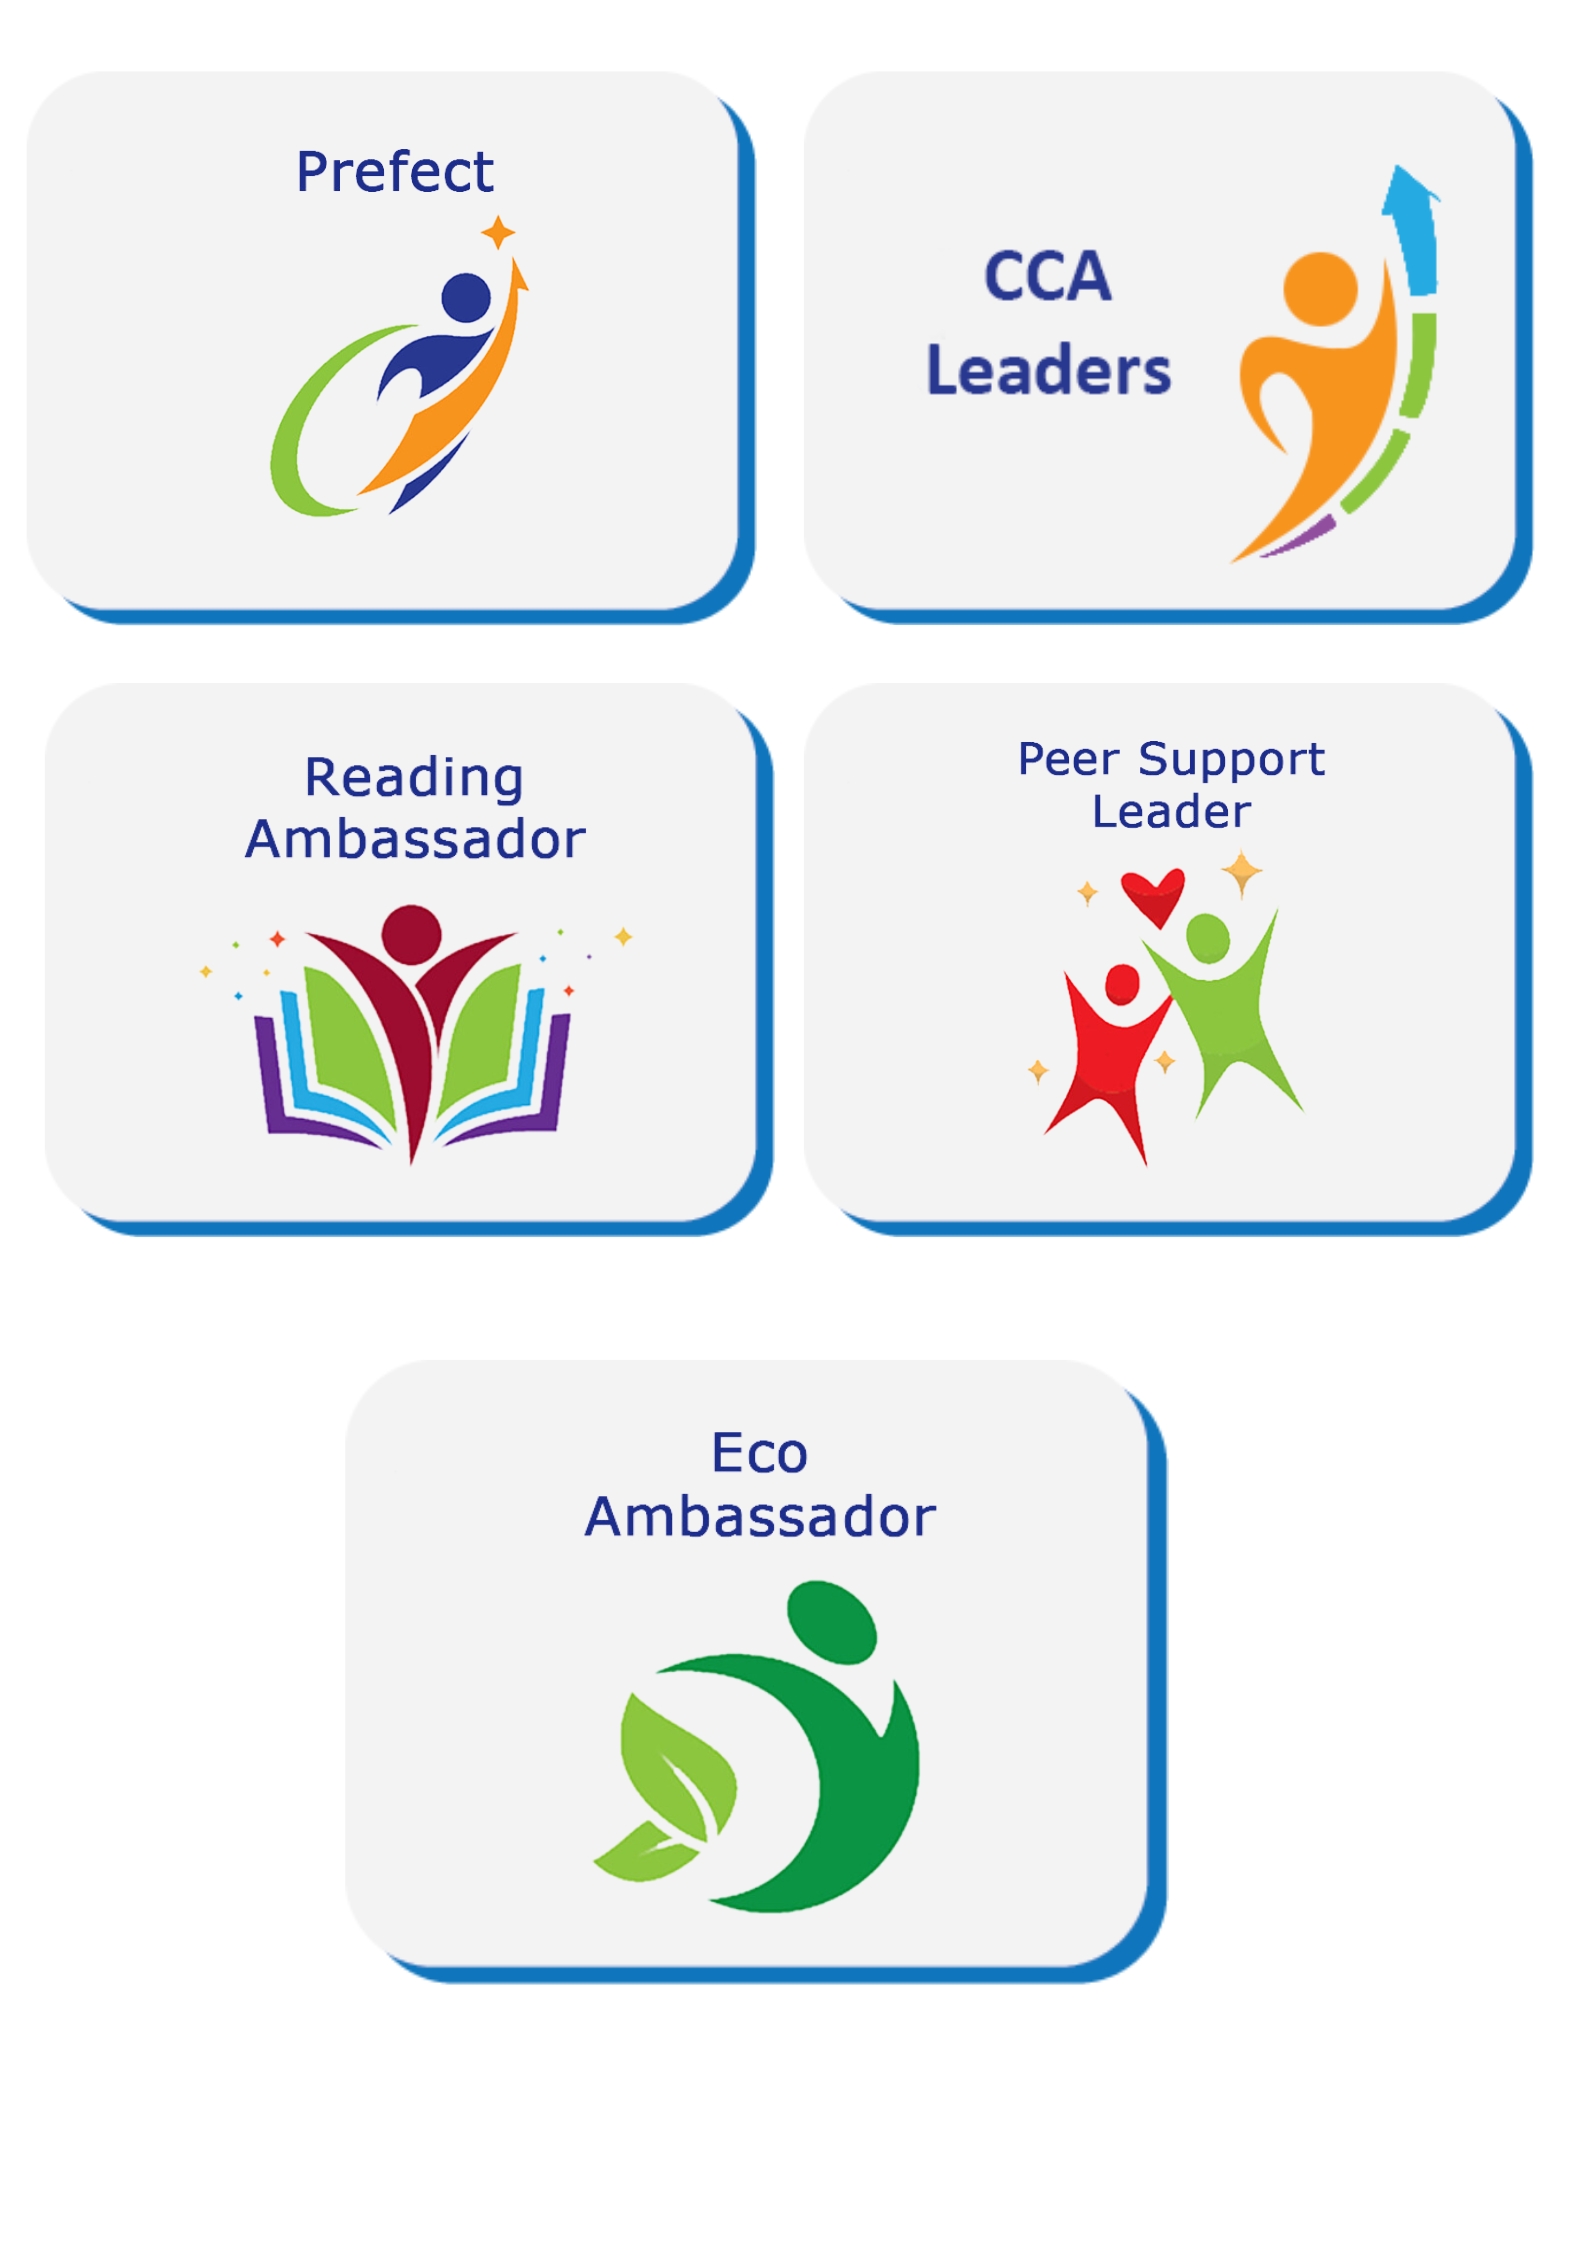 Prefect
CCA
Leaders
Reading
Ambassador
Peer Support
Leader
Eco
Ambassador